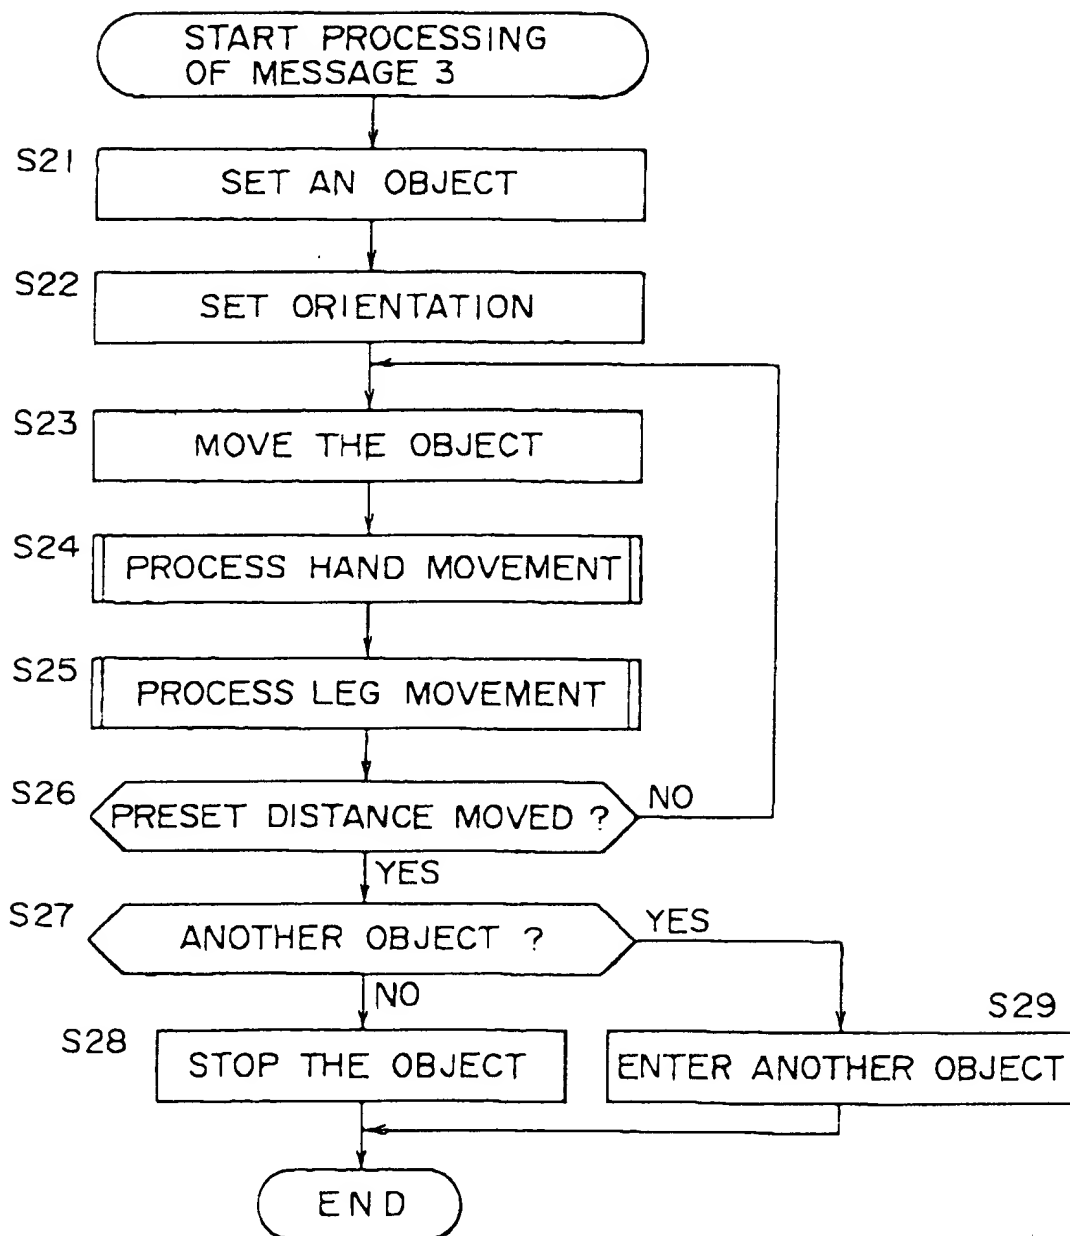 START PROCESSING
OF MESSAGE 3
S21
SET AN OBJECT
S22
SET ORIENTATION
S23
MOVE THE OBJECT
S24
PROCESS HAND MOVEMENT
S25
PROCESS LEG MOVEMENT
S26
PRESET DISTANCE MOVED ?
NO
YES
S27
ANOTHER OBJECT ?
YES
NO
S28
STOP THE OBJECT
S29
ENTER ANOTHER OBJECT
END